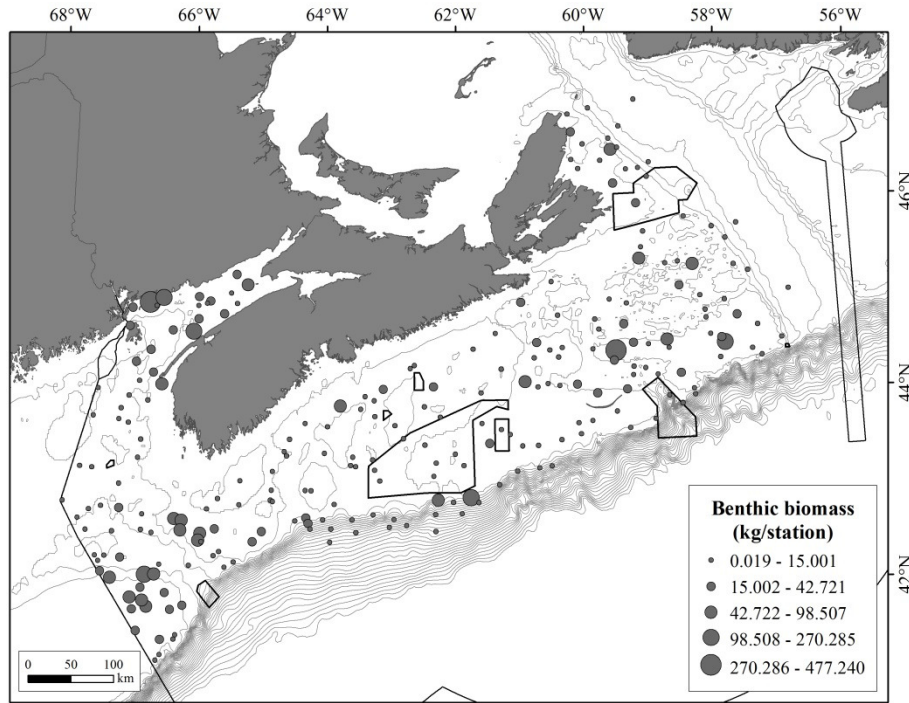 68°W 66°W 64°W 62°W 60°W 58°W 56°W
46°N
44°N
42°N
Benthic biomass
(kg/station)
0.019 - 15.001
15.002 - 42.721
42.722 - 98.507
98.508 - 270.285
270.286 - 477.240
0 50 100
km